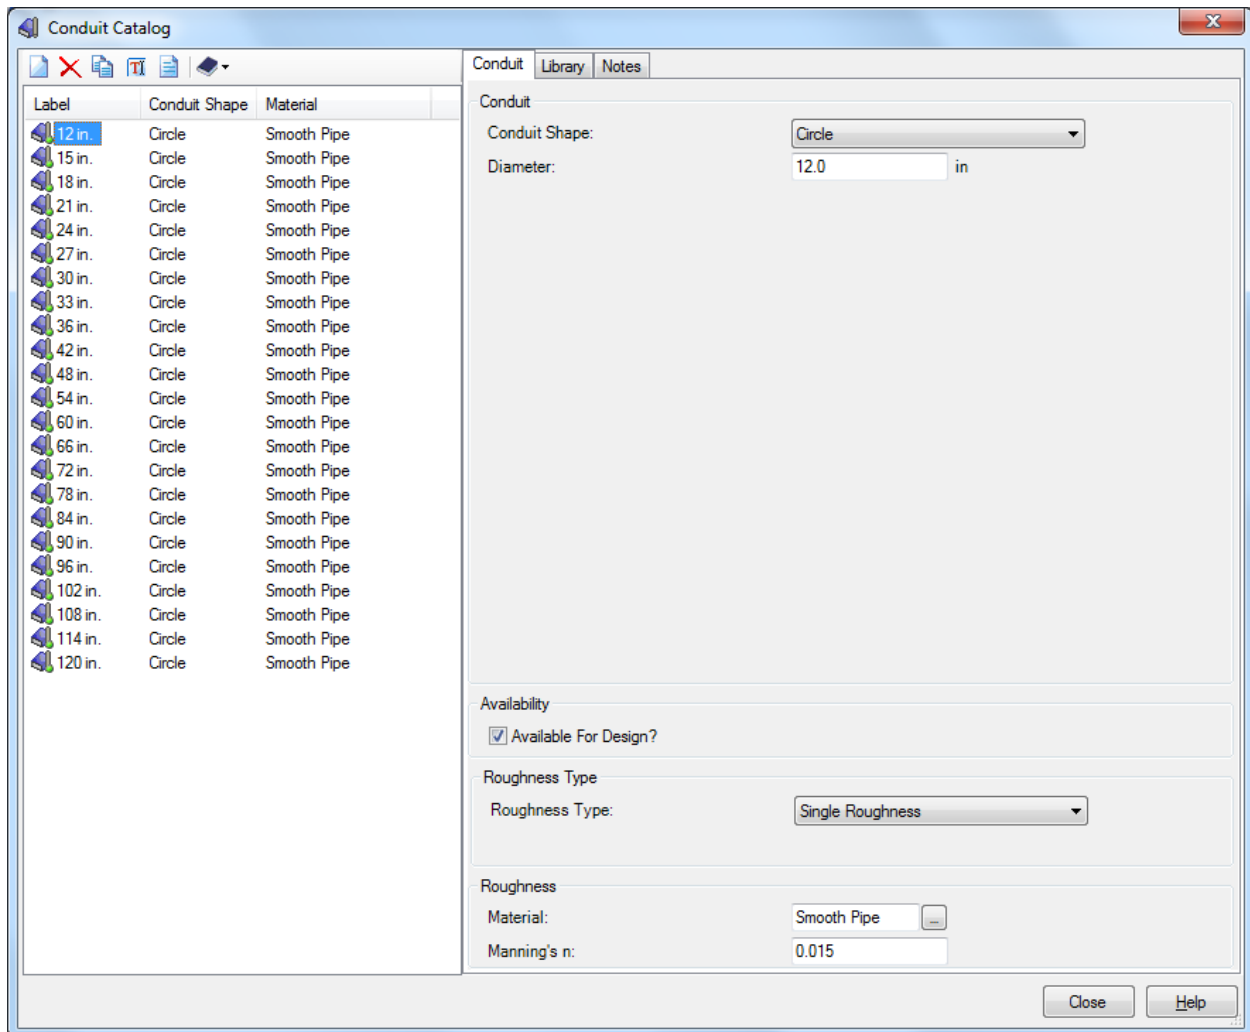 Conduit Catalog
Label Conduit Shape Material
12 in. Circle Smooth Pipe
15 in. Circle Smooth Pipe
18 in. Circle Smooth Pipe
21 in. Circle Smooth Pipe
24 in. Circle Smooth Pipe
27 in. Circle Smooth Pipe
30 in. Circle Smooth Pipe
33 in. Circle Smooth Pipe
36 in. Circle Smooth Pipe
42 in. Circle Smooth Pipe
48 in. Circle Smooth Pipe
54 in. Circle Smooth Pipe
60 in. Circle Smooth Pipe
66 in. Circle Smooth Pipe
72 in. Circle Smooth Pipe
78 in. Circle Smooth Pipe
84 in. Circle Smooth Pipe
90 in. Circle Smooth Pipe
96 in. Circle Smooth Pipe
102 in. Circle Smooth Pipe
108 in. Circle Smooth Pipe
114 in. Circle Smooth Pipe
120 in. Circle Smooth Pipe
Conduit Library Notes
Conduit
Conduit Shape: Circle
Diameter: 12.0 in
Availability
Available For Design?
Roughness Type
Roughness Type: Single Roughness
Roughness
Material: Smooth Pipe ...
Manning's n: 0.015
Close Help